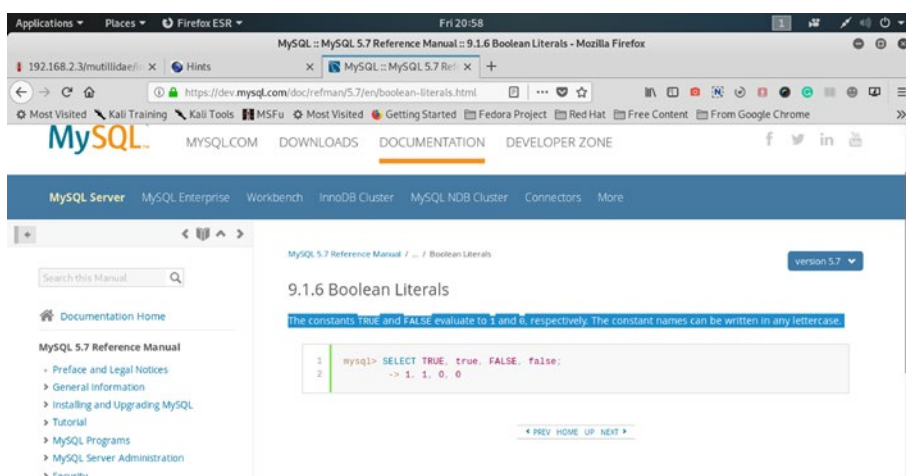 Applications Places Firefox ESR Fri 20:58 1
MySQL :: MySQL 5.7 Reference Manual :: 9.1.6 Boolean Literals - Mozilla Firefox
192.168.2.3/mutillidae/in Hints MySQL :: MySQL 5.7 Ref
https://dev.mysql.com/doc/refman/5.7/en/boolean-literals.html
Most Visited Kali Training Kali Tools MSFu Most Visited Getting Started Fedora Project Red Hat Free Content From Google Chrome
MySQL MYSQL.COM DOWNLOADS DOCUMENTATION DEVELOPER ZONE
MySQL Server MySQL Enterprise Workbench InnoDB Cluster MySQL NDB Cluster Connectors More
MySQL 5.7 Reference Manual / ... / Boolean Literals
version 5.7
Search this Manual
9.1.6 Boolean Literals
Documentation Home
The constants TRUE and FALSE evaluate to 1 and 0, respectively. The constant names can be written in any lettercase.
MySQL 5.7 Reference Manual
Preface and Legal Notices
General Information
Installing and Upgrading MySQL
Tutorial
MySQL Programs
MySQL Server Administration
Security
1 mysql> SELECT TRUE, true, FALSE, false;
2 -> 1, 1, 0, 0
PREV HOME UP NEXT